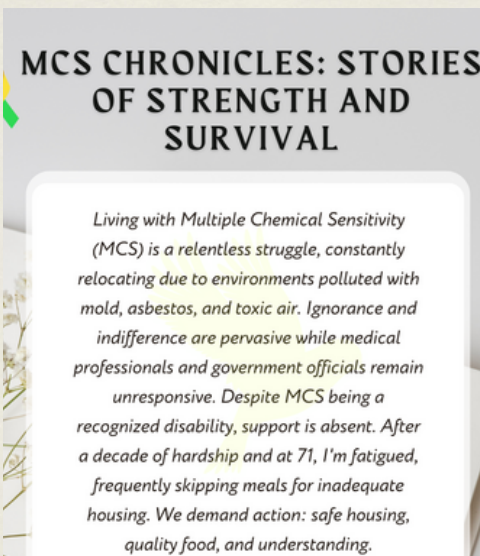 MCS CHRONICLES: STORIES
OF STRENGTH AND
SURVIVAL
Living with Multiple Chemical Sensitivity
(MCS) is a relentless struggle, constantly
relocating due to environments polluted with
mold, asbestos, and toxic air. Ignorance and
indifference are pervasive while medical
professionals and government officials remain
unresponsive. Despite MCS being a
recognized disability, support is absent. After
a decade of hardship and at 71, I'm fatigued,
frequently skipping meals for inadequate
housing. We demand action: safe housing,
quality food, and understanding.